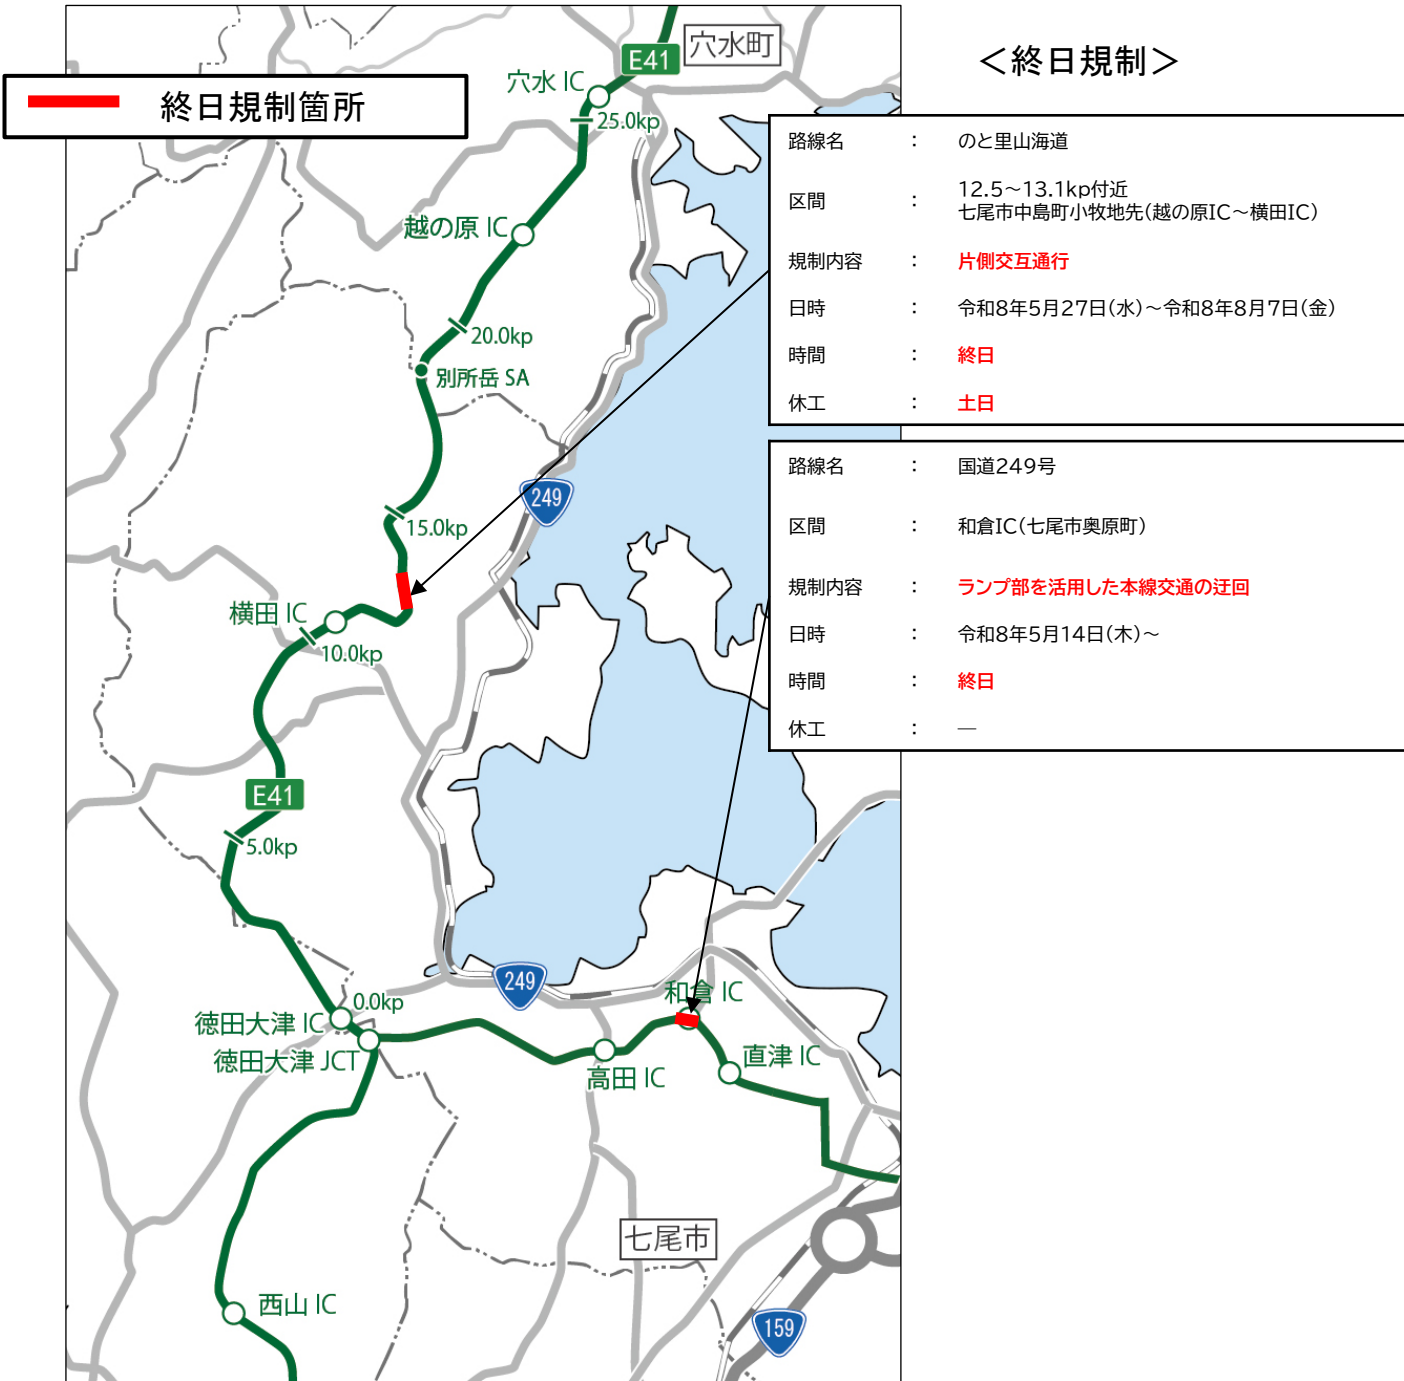 ＜終日規制＞
終日規制箇所
穴水町
E41
穴水 IC
25.0kp
越の原 IC
20.0kp
別所岳 SA
249
15.0kp
横田 IC
10.0kp
E41
5.0kp
249
0.0kp
徳田大津 IC
徳田大津 JCT
和倉 IC
高田 IC
直津 IC
七尾市
西山 IC
159
路線名 ： のと里山海道
区間 ： 12.5～13.1kp付近
七尾市中島町小牧地先(越の原IC～横田IC)
規制内容 ： 片側交互通行
日時 ： 令和8年5月27日(水)～令和8年8月7日(金)
時間 ： 終日
休工 ： 土日
路線名 ： 国道249号
区間 ： 和倉IC(七尾市奥原町)
規制内容 ： ランプ部を活用した本線交通の迂回
日時 ： 令和8年5月14日(木)～
時間 ： 終日
休工 ： ―